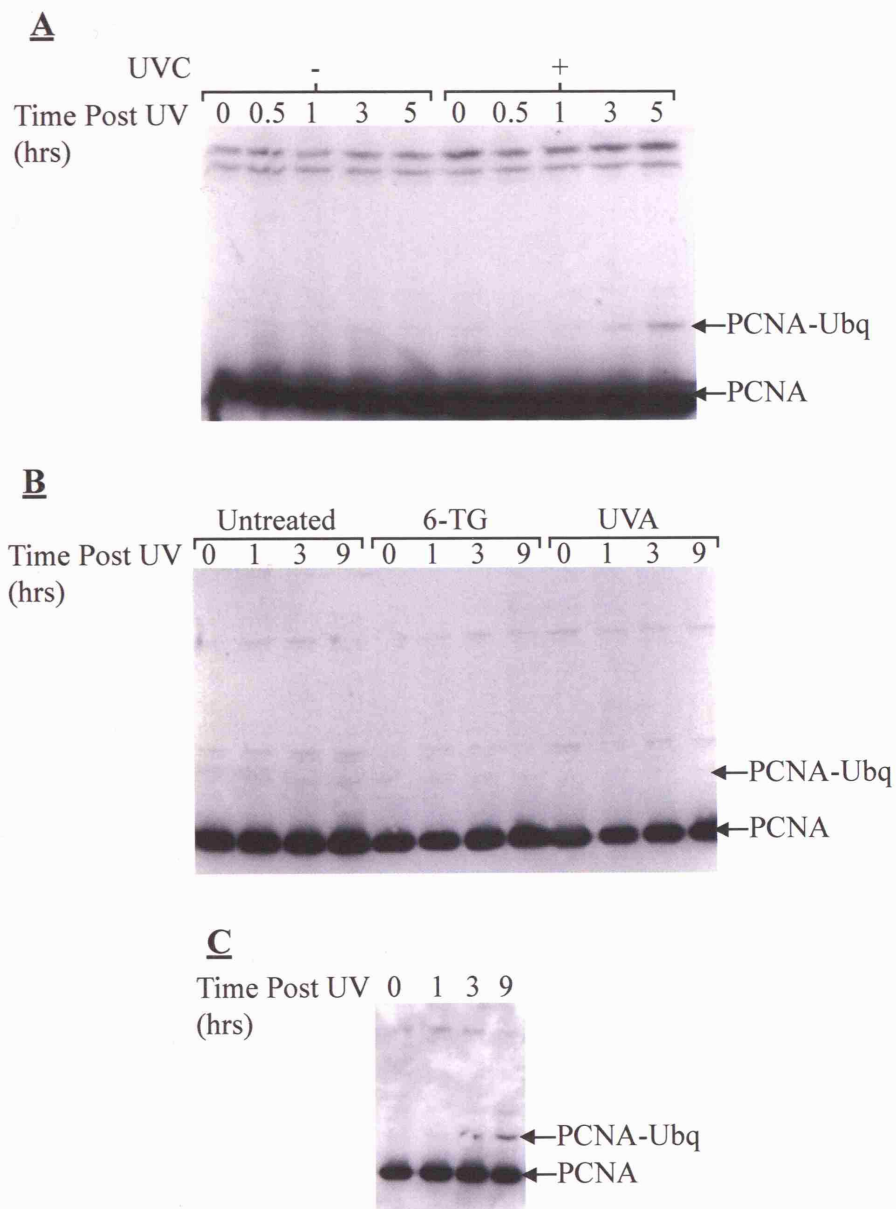 A
UVC - +
Time Post UV 0 0.5 1 3 5 0 0.5 1 3 5
(hrs)
PCNA-Ubq
PCNA
B
Untreated 6-TG UVA
Time Post UV 0 1 3 9 0 1 3 9 0 1 3 9
(hrs)
PCNA-Ubq
PCNA
C
Time Post UV 0 1 3 9
(hrs)
PCNA-Ubq
PCNA